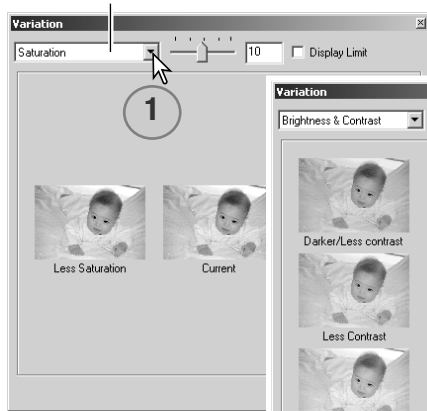 Variation
Saturation
10
Display Limit
1
Less Saturation
Current
Variation
Brightness & Contrast
Darker/Less contrast
Less Contrast